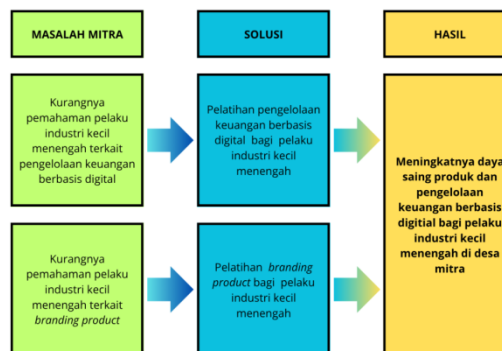 MASALAH MITRA
SOLUSI
HASIL
Kurangnya
pemahaman pelaku
industri kecil
menengah terkait
pengelolaan keuangan
berbasis digital
Pelatihan pengelolaan
keuangan berbasis
digital bagi pelaku
industri kecil
menengah
Meningkatnya daya
saing produk dan
pengelolaan
keuangan berbasis
digitial bagi pelaku
industri kecil
menengah di desa
mitra
Kurangnya
pemahaman pelaku
industri kecil
menengah terkait
branding product
Pelatihan branding
product bagi pelaku
industri kecil
menengah